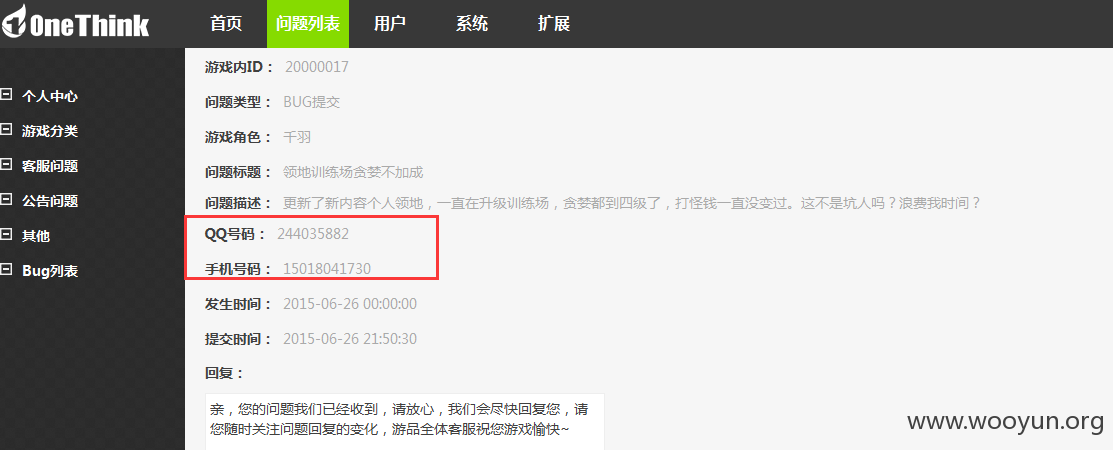 OneThink 首页 问题列表 用户 系统 扩展
个人中心
游戏分类
客服问题
公告问题
其他
Bug列表
游戏内ID： 20000017
问题类型： BUG提交
游戏角色： 千羽
问题标题： 领地训练场贪婪不加成
问题描述： 更新了新内容个人领地，一直在升级训练场，贪婪都到四级了，打怪钱一直没变过。这不是坑人吗？浪费我时间？
QQ号码： 244035882
手机号码： 15018041730
发生时间： 2015-06-26 00:00:00
提交时间： 2015-06-26 21:50:30
回复：
亲，您的问题我们已经收到，请放心，我们会尽快回复您，请
您随时关注问题回复的变化，游品全体客服祝您游戏愉快~
www.wooyun.org